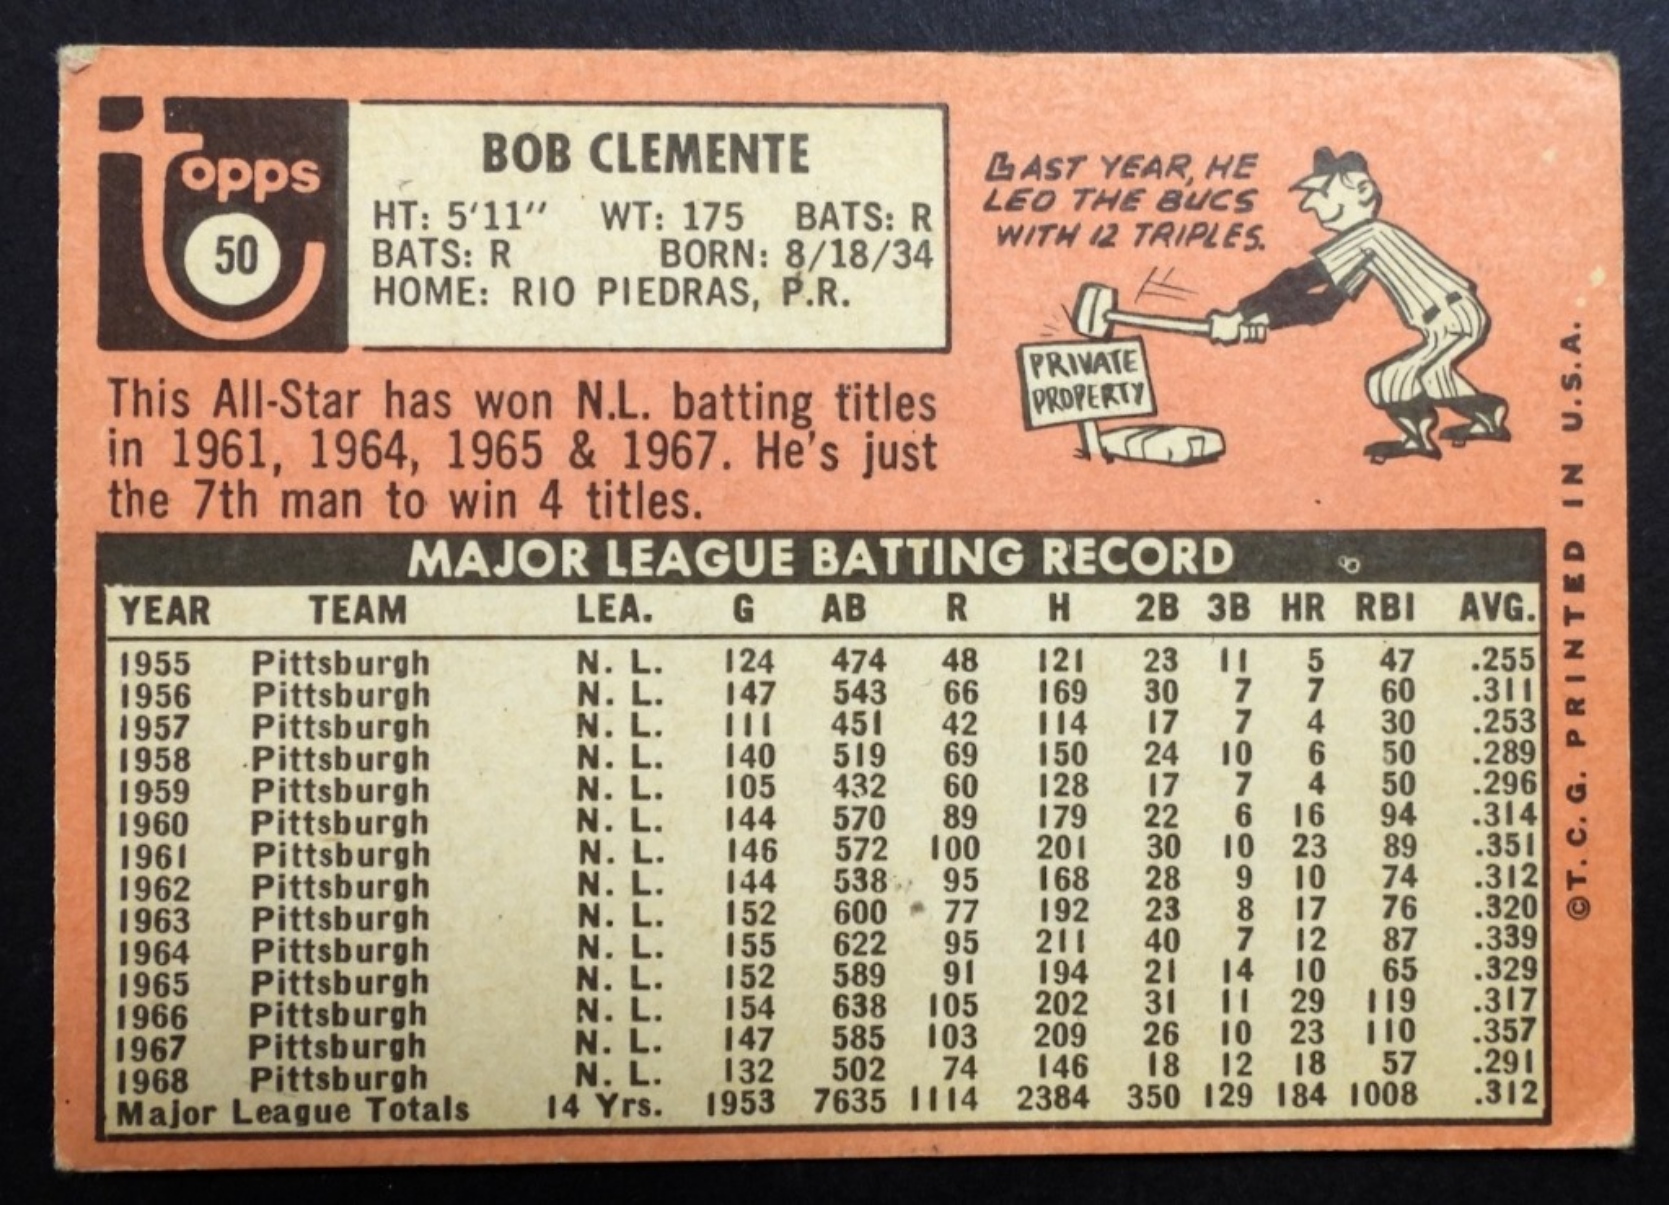 Topps
50
BOB CLEMENTE
HT: 5'11" WT: 175 BATS: R
BATS: R BORN: 8/18/34
HOME: RIO PIEDRAS, P.R.
LAST YEAR, HE
LED THE BUCS
WITH 12 TRIPLES.
PRIVATE
PROPERTY
This All-Star has won N.L. batting titles
in 1961, 1964, 1965 & 1967. He's just
the 7th man to win 4 titles.
MAJOR LEAGUE BATTING RECORD
YEAR TEAM LEA. G AB R H 2B 3B HR RBI AVG.
1955 Pittsburgh N. L. 124 474 48 121 23 11 5 47 .255
1956 Pittsburgh N. L. 147 543 66 169 30 7 7 60 .311
1957 Pittsburgh N. L. 111 451 42 114 17 7 4 30 .253
1958 Pittsburgh N. L. 140 519 69 150 24 10 6 50 .289
1959 Pittsburgh N. L. 105 432 60 128 17 7 4 50 .296
1960 Pittsburgh N. L. 144 570 89 179 22 6 16 94 .314
1961 Pittsburgh N. L. 146 572 100 201 30 10 23 89 .351
1962 Pittsburgh N. L. 144 538 95 168 28 9 10 74 .312
1963 Pittsburgh N. L. 152 600 77 192 23 8 17 76 .320
1964 Pittsburgh N. L. 155 622 95 211 40 7 12 87 .339
1965 Pittsburgh N. L. 152 589 91 194 21 14 10 65 .329
1966 Pittsburgh N. L. 154 638 105 202 31 11 29 119 .317
1967 Pittsburgh N. L. 147 585 103 209 26 10 23 110 .357
1968 Pittsburgh N. L. 132 502 74 146 18 12 18 57 .291
Major League Totals 14 Yrs. 1953 7635 1114 2384 350 129 184 1008 .312
©T. C. G. PRINTED IN U.S.A.